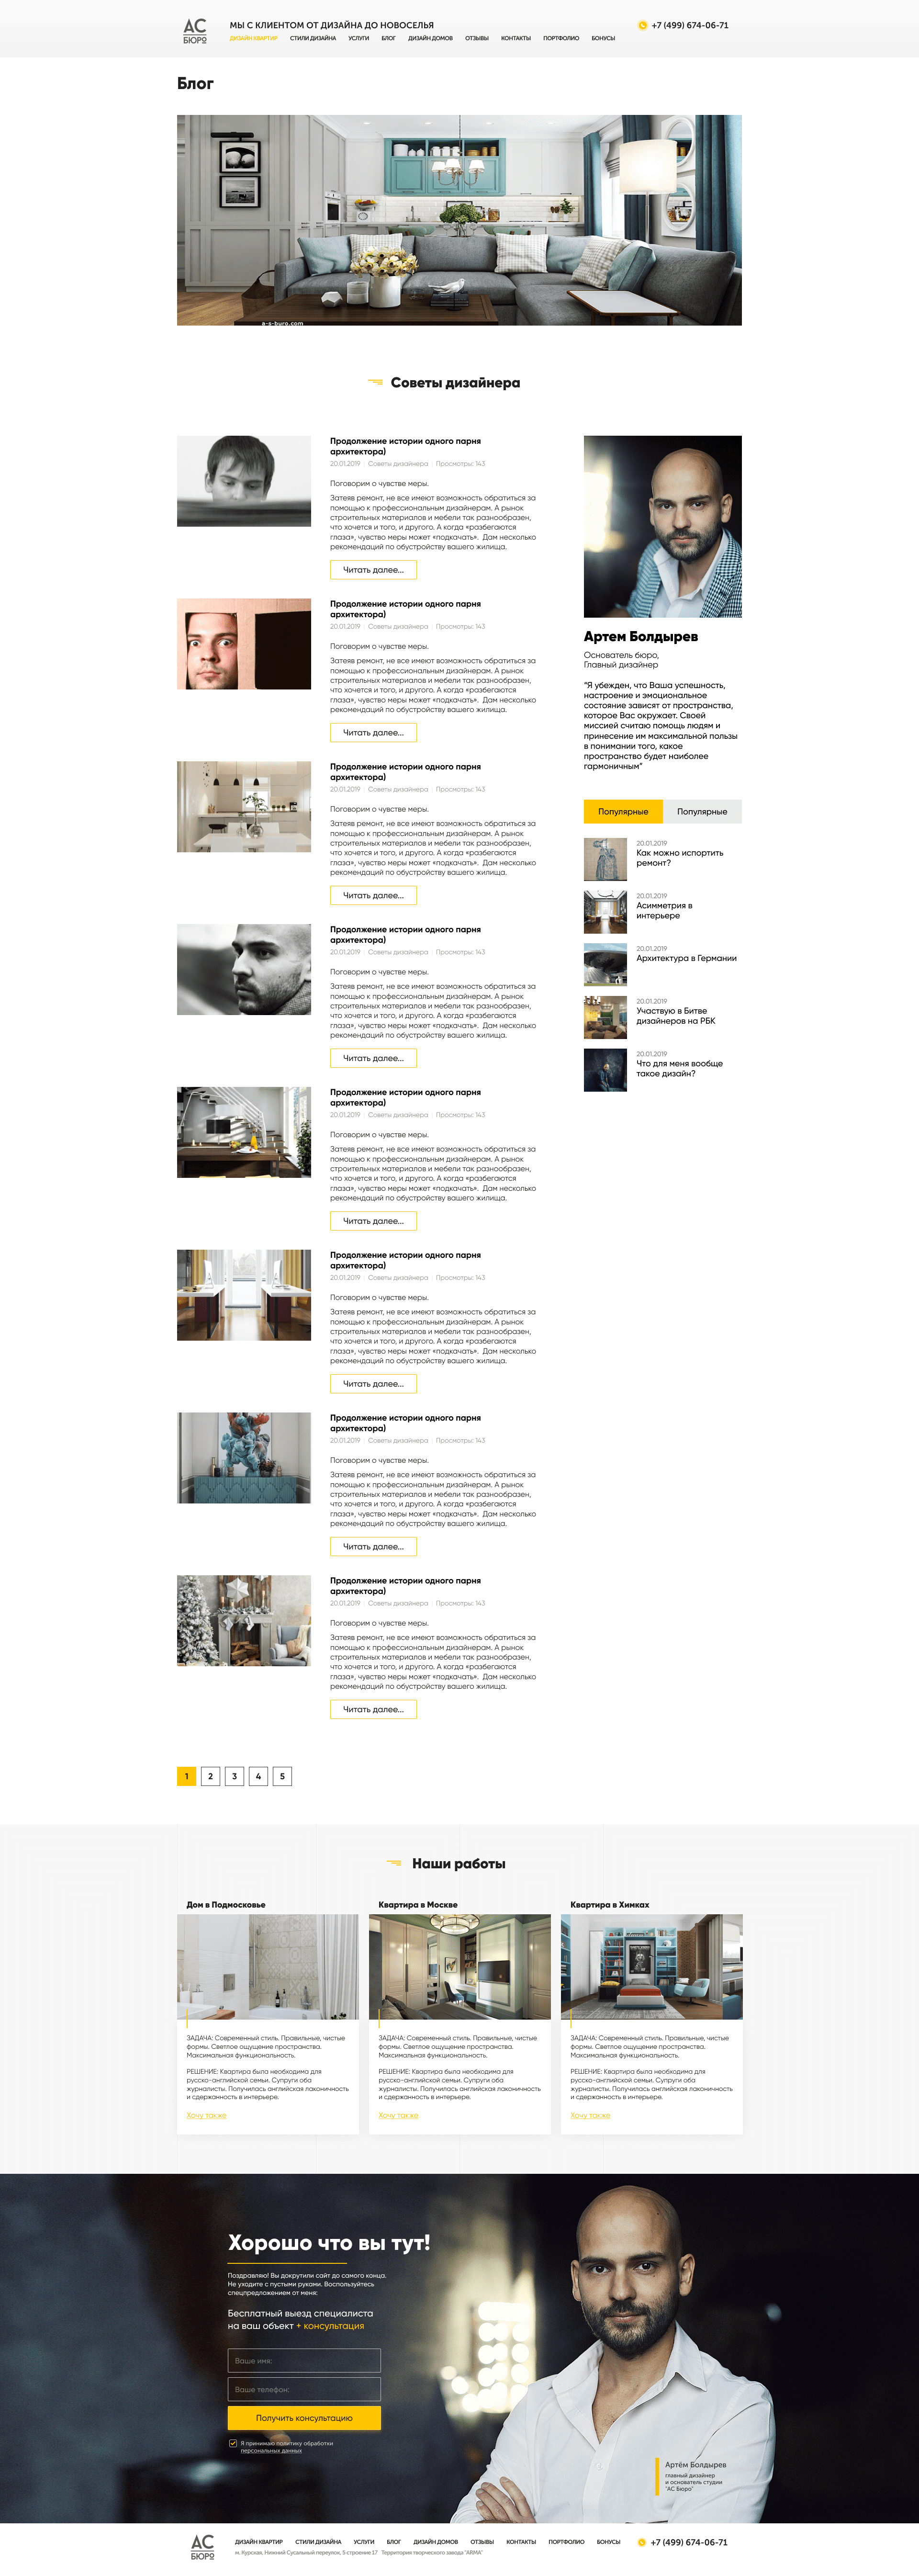 АС
БЮРО
МЫ С КЛИЕНТОМ ОТ ДИЗАЙНА ДО НОВОСЕЛЬЯ
+7 (499) 674-06-71
ДИЗАЙН КВАРТИР СТИЛИ ДИЗАЙНА УСЛУГИ БЛОГ ДИЗАЙН ДОМОВ ОТЗЫВЫ КОНТАКТЫ ПОРТФОЛИО БОНУСЫ
Блог
a-s-buro.com
Советы дизайнера
Продолжение истории одного парня
архитектора)
20.01.2019 Советы дизайнера Просмотры: 143
Поговорим о чувстве меры.
Затеяв ремонт, не все имеют возможность обратиться за
помощью к профессиональным дизайнерам. А рынок
строительных материалов и мебели так разнообразен,
что хочется и того, и другого. А когда «разбегаются
глаза», чувство меры может «подкачать». Дам несколько
рекомендаций по обустройству вашего жилища.
Читать далее...
Продолжение истории одного парня
архитектора)
20.01.2019 Советы дизайнера Просмотры: 143
Поговорим о чувстве меры.
Затеяв ремонт, не все имеют возможность обратиться за
помощью к профессиональным дизайнерам. А рынок
строительных материалов и мебели так разнообразен,
что хочется и того, и другого. А когда «разбегаются
глаза», чувство меры может «подкачать». Дам несколько
рекомендаций по обустройству вашего жилища.
Читать далее...
Продолжение истории одного парня
архитектора)
20.01.2019 Советы дизайнера Просмотры: 143
Поговорим о чувстве меры.
Затеяв ремонт, не все имеют возможность обратиться за
помощью к профессиональным дизайнерам. А рынок
строительных материалов и мебели так разнообразен,
что хочется и того, и другого. А когда «разбегаются
глаза», чувство меры может «подкачать». Дам несколько
рекомендаций по обустройству вашего жилища.
Читать далее...
Продолжение истории одного парня
архитектора)
20.01.2019 Советы дизайнера Просмотры: 143
Поговорим о чувстве меры.
Затеяв ремонт, не все имеют возможность обратиться за
помощью к профессиональным дизайнерам. А рынок
строительных материалов и мебели так разнообразен,
что хочется и того, и другого. А когда «разбегаются
глаза», чувство меры может «подкачать». Дам несколько
рекомендаций по обустройству вашего жилища.
Читать далее...
Продолжение истории одного парня
архитектора)
20.01.2019 Советы дизайнера Просмотры: 143
Поговорим о чувстве меры.
Затеяв ремонт, не все имеют возможность обратиться за
помощью к профессиональным дизайнерам. А рынок
строительных материалов и мебели так разнообразен,
что хочется и того, и другого. А когда «разбегаются
глаза», чувство меры может «подкачать». Дам несколько
рекомендаций по обустройству вашего жилища.
Читать далее...
Продолжение истории одного парня
архитектора)
20.01.2019 Советы дизайнера Просмотры: 143
Поговорим о чувстве меры.
Затеяв ремонт, не все имеют возможность обратиться за
помощью к профессиональным дизайнерам. А рынок
строительных материалов и мебели так разнообразен,
что хочется и того, и другого. А когда «разбегаются
глаза», чувство меры может «подкачать». Дам несколько
рекомендаций по обустройству вашего жилища.
Читать далее...
Продолжение истории одного парня
архитектора)
20.01.2019 Советы дизайнера Просмотры: 143
Поговорим о чувстве меры.
Затеяв ремонт, не все имеют возможность обратиться за
помощью к профессиональным дизайнерам. А рынок
строительных материалов и мебели так разнообразен,
что хочется и того, и другого. А когда «разбегаются
глаза», чувство меры может «подкачать». Дам несколько
рекомендаций по обустройству вашего жилища.
Читать далее...
Продолжение истории одного парня
архитектора)
20.01.2019 Советы дизайнера Просмотры: 143
Поговорим о чувстве меры.
Затеяв ремонт, не все имеют возможность обратиться за
помощью к профессиональным дизайнерам. А рынок
строительных материалов и мебели так разнообразен,
что хочется и того, и другого. А когда «разбегаются
глаза», чувство меры может «подкачать». Дам несколько
рекомендаций по обустройству вашего жилища.
Читать далее...
Артем Болдырев
Основатель бюро,
Главный дизайнер
“Я убежден, что Ваша успешность,
настроение и эмоциональное
состояние зависят от пространства,
которое Вас окружает. Своей
миссией считаю помощь людям и
принесение им максимальной пользы
в понимании того, какое
пространство будет наиболее
гармоничным”
Популярные Популярные
20.01.2019
Как можно испортить
ремонт?
20.01.2019
Асимметрия в
интерьере
20.01.2019
Архитектура в Германии
20.01.2019
Участвую в Битве
дизайнеров на РБК
20.01.2019
Что для меня вообще
такое дизайн?
1 2 3 4 5
Наши работы
Дом в Подмосковье
ЗАДАЧА: Современный стиль. Правильные, чистые
формы. Светлое ощущение пространства.
Максимальная функциональность.
РЕШЕНИЕ: Квартира была необходима для
русско-английской семьи. Супруги оба
журналисты. Получилась английская лаконичность
и сдержанность в интерьере.
Хочу также
Квартира в Москве
ЗАДАЧА: Современный стиль. Правильные, чистые
формы. Светлое ощущение пространства.
Максимальная функциональность.
РЕШЕНИЕ: Квартира была необходима для
русско-английской семьи. Супруги оба
журналисты. Получилась английская лаконичность
и сдержанность в интерьере.
Хочу также
Квартира в Химках
ЗАДАЧА: Современный стиль. Правильные, чистые
формы. Светлое ощущение пространства.
Максимальная функциональность.
РЕШЕНИЕ: Квартира была необходима для
русско-английской семьи. Супруги оба
журналисты. Получилась английская лаконичность
и сдержанность в интерьере.
Хочу также
Хорошо что вы тут!
Поздравляю! Вы докрутили сайт до самого конца.
Не уходите с пустыми руками. Воспользуйтесь
спецпредложением от меня:
Бесплатный выезд специалиста
на ваш объект + консультация
Ваше имя:
Ваше телефон:
Получить консультацию
Я принимаю политику обработки
персональных данных
Артём Болдырев
главный дизайнер
и основатель студии
"АС Бюро"
АС
БЮРО
ДИЗАЙН КВАРТИР СТИЛИ ДИЗАЙНА УСЛУГИ БЛОГ ДИЗАЙН ДОМОВ ОТЗЫВЫ КОНТАКТЫ ПОРТФОЛИО БОНУСЫ
+7 (499) 674-06-71
м. Курская, Нижний Сусальный переулок, 5 строение 17 Территория творческого завода "ARMA"